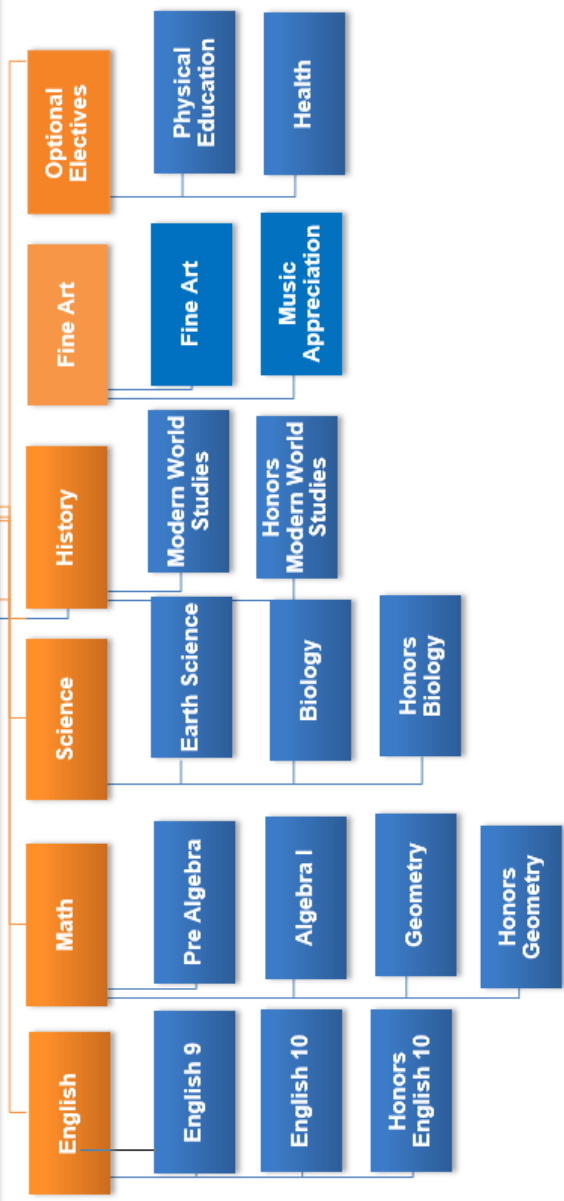 English
English 9
English 10
Honors
English 10
Math
Pre Algebra
Algebra I
Geometry
Honors
Geometry
Science
Earth Science
Biology
Honors
Biology
History
Modern World
Studies
Honors
Modern World
Studies
Fine Art
Fine Art
Music
Appreciation
Optional
Electives
Physical
Education
Health